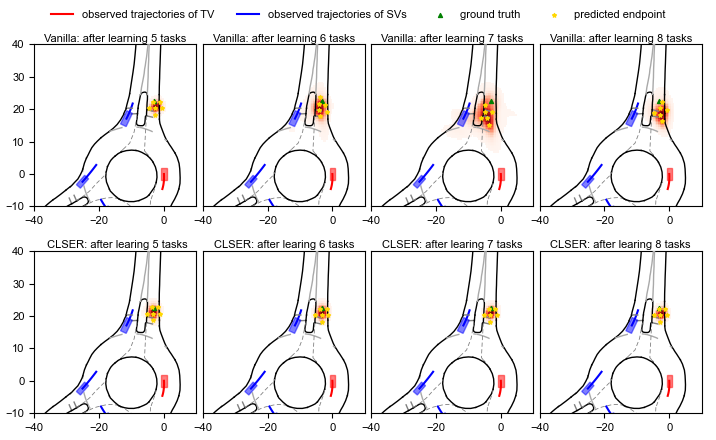 observed trajectories of TV observed trajectories of SVs ground truth predicted endpoint
Vanilla: after learning 5 tasks Vanilla: after learning 6 tasks Vanilla: after learning 7 tasks Vanilla: after learning 8 tasks
40
30
20
10
0
−10
−40 −20 0 −40 −20 0 −40 −20 0 −40 −20 0
CLSER: after learing 5 tasks CLSER: after learing 6 tasks CLSER: after learing 7 tasks CLSER: after learing 8 tasks
40
30
20
10
0
−10
−40 −20 0 −40 −20 0 −40 −20 0 −40 −20 0